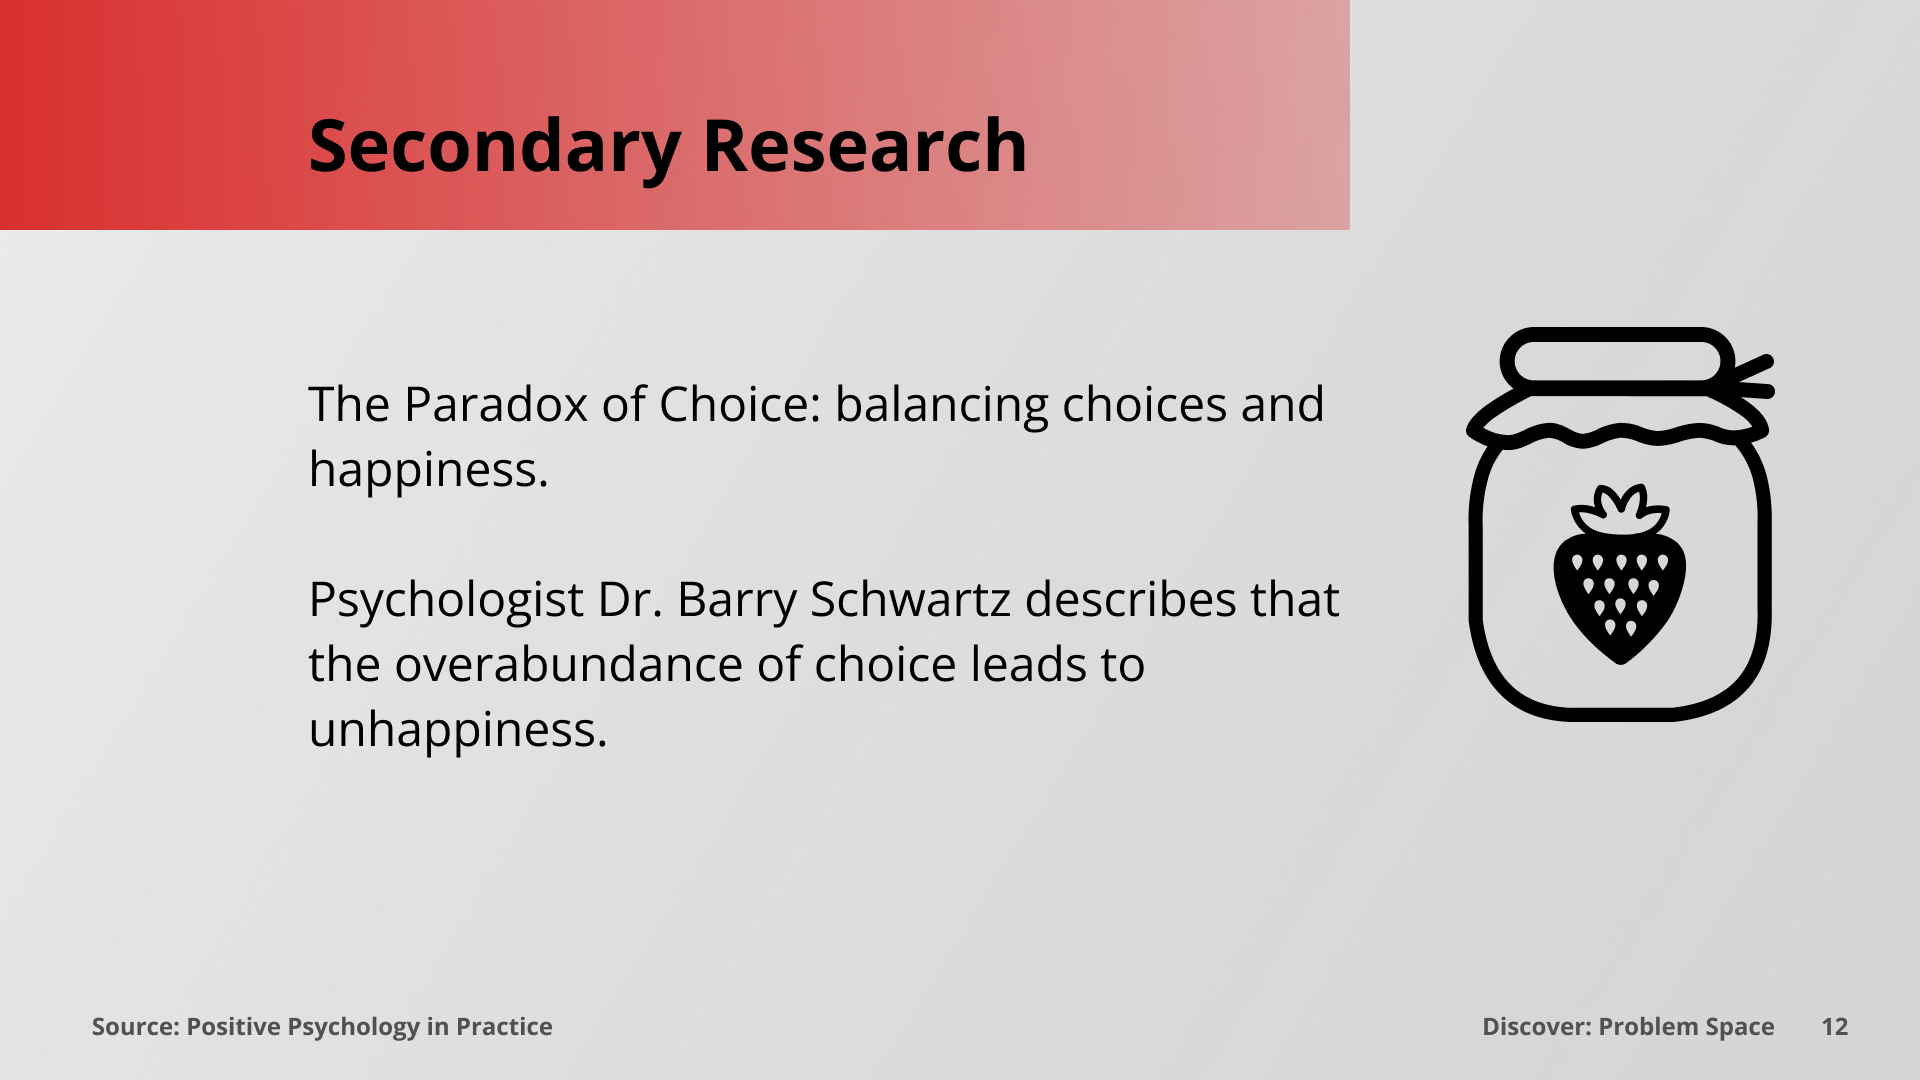 Secondary Research
The Paradox of Choice: balancing choices and
happiness.
Psychologist Dr. Barry Schwartz describes that
the overabundance of choice leads to
unhappiness.
Source: Positive Psychology in Practice
Discover: Problem Space 12